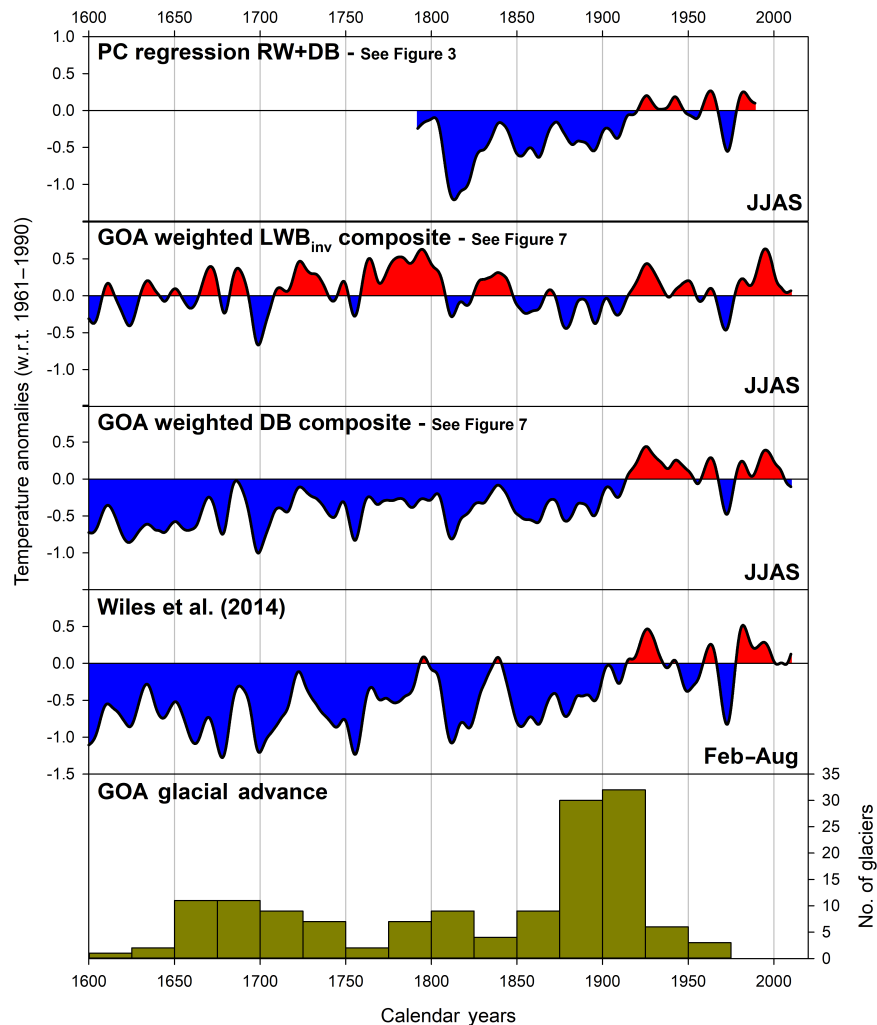 1600 1650 1700 1750 1800 1850 1900 1950 2000
1.0
PC regression RW+DB - See Figure 3
0.5
0.0
-0.5
-1.0
JJAS
GOA weighted LWBinv composite - See Figure 7
0.5
0.0
-0.5
-1.0
JJAS
GOA weighted DB composite - See Figure 7
0.5
0.0
-0.5
-1.0
JJAS
Wiles et al. (2014)
0.5
0.0
-0.5
-1.0
Feb–Aug
-1.5
Temperature anomalies (w.r.t. 1961–1990)
GOA glacial advance
35
30
25
20
15
10
5
0
No. of glaciers
1600 1650 1700 1750 1800 1850 1900 1950 2000
Calendar years